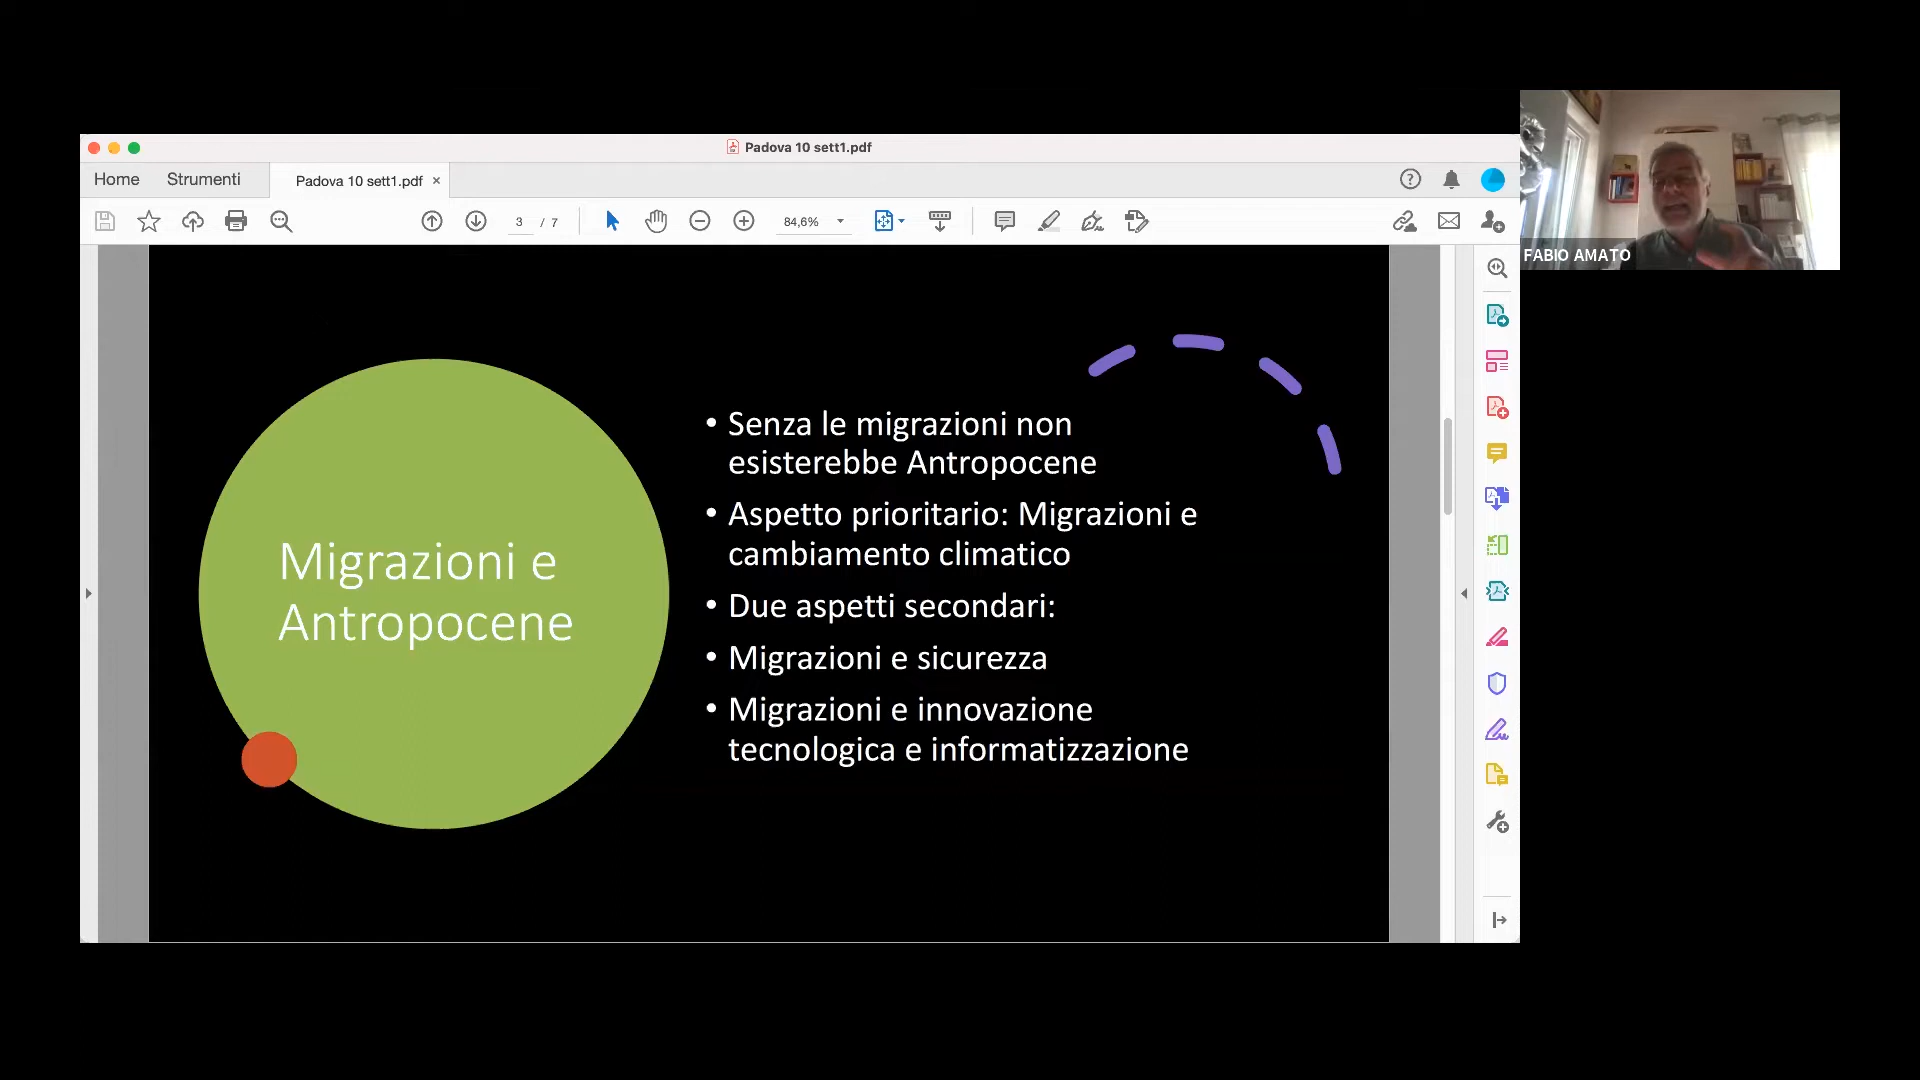 Padova 10 sett1.pdf
Home
Strumenti
Padova 10 sett1.pdf
3 / 7
84,6%
FABIO AMATO
Migrazioni e
Antropocene
• Senza le migrazioni non
esisterebbe Antropocene
• Aspetto prioritario: Migrazioni e
cambiamento climatico
• Due aspetti secondari:
• Migrazioni e sicurezza
• Migrazioni e innovazione
tecnologica e informatizzazione